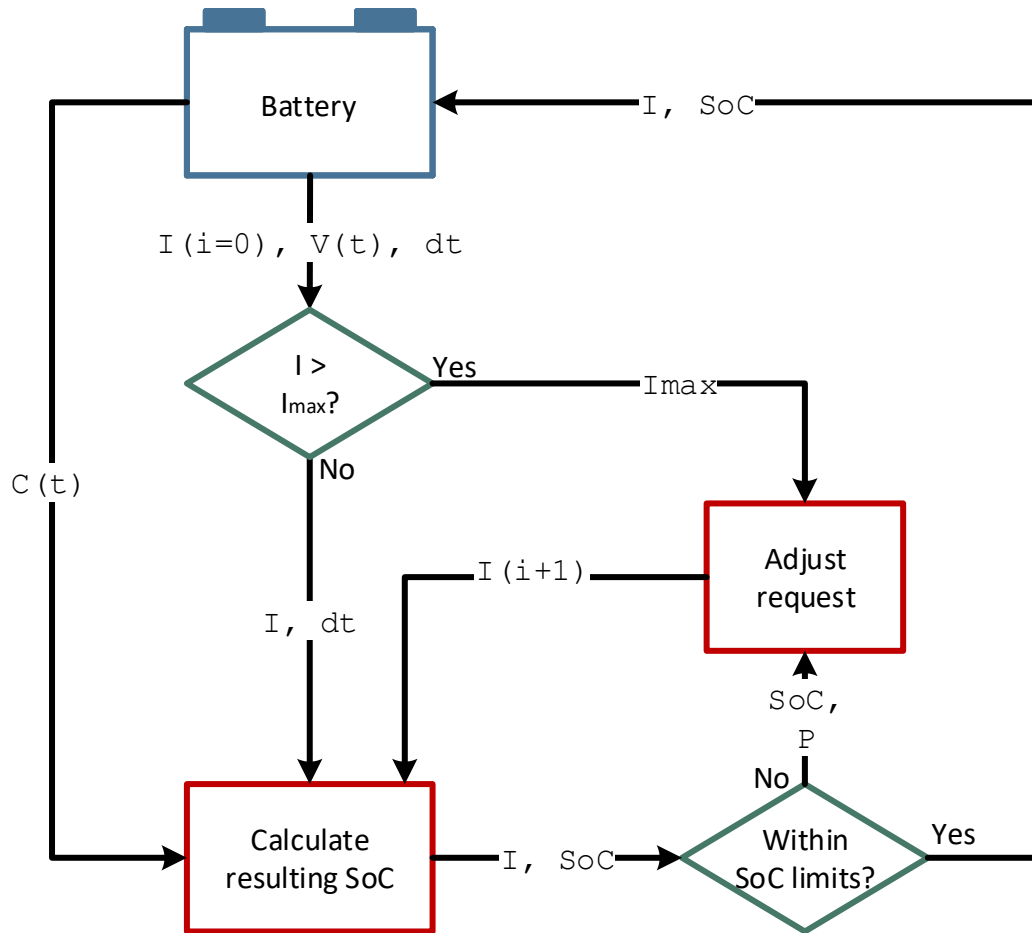 Battery
I, SoC
I(i=0), V(t), dt
I >
Imax?
Yes
Imax
No
C(t)
Adjust
request
I(i+1)
I, dt
SoC,
P
No
Calculate
resulting SoC
I, SoC
Within
SoC limits?
Yes